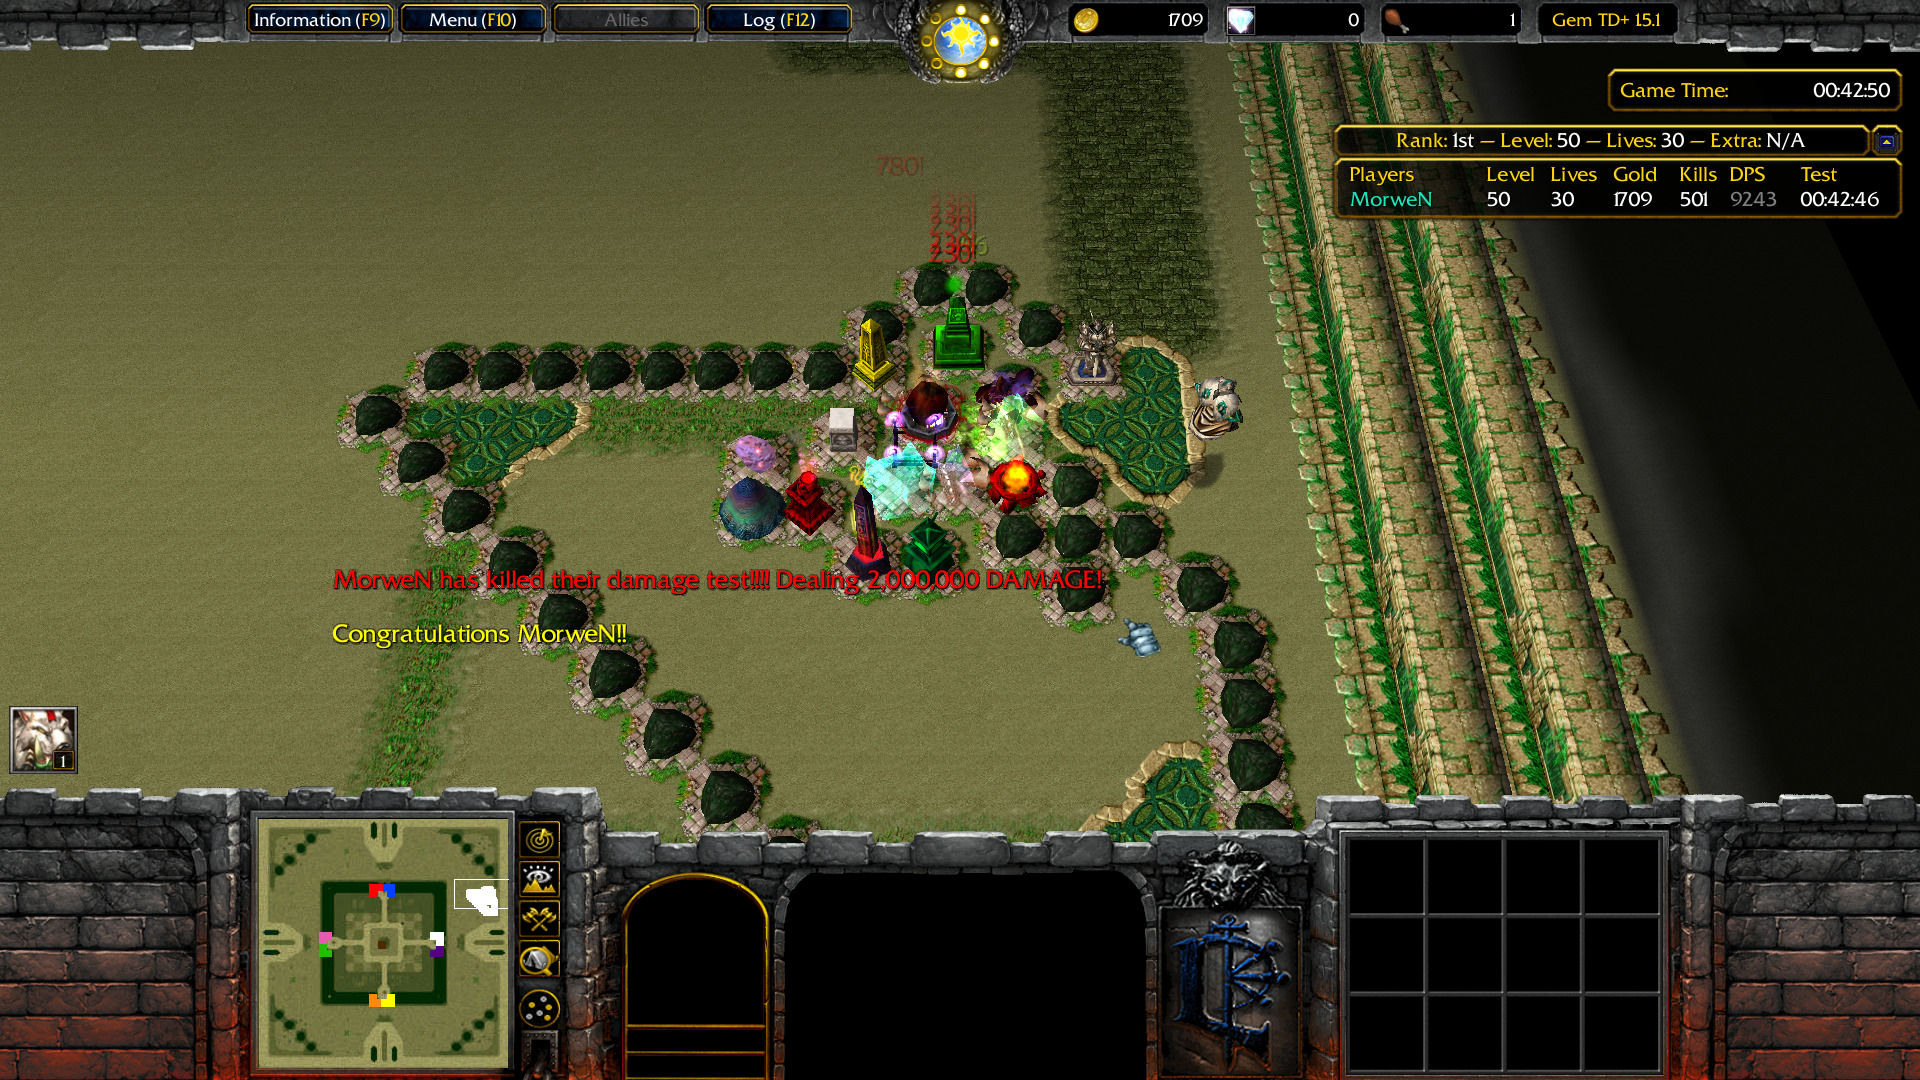 Information (F9) Menu (F10) Allies Log (F12) 1709 0 1 Gem TD+ 15.1
Game Time: 00:42:50
Rank: 1st – Level: 50 – Lives: 30 – Extra: N/A
Players Level Lives Gold Kills DPS Test
MorweN 50 30 1709 501 9243 00:42:46
780!
230!
MorweN has killed their damage test!!!! Dealing 2,000,000 DAMAGE!
Congratulations MorweN!!
1